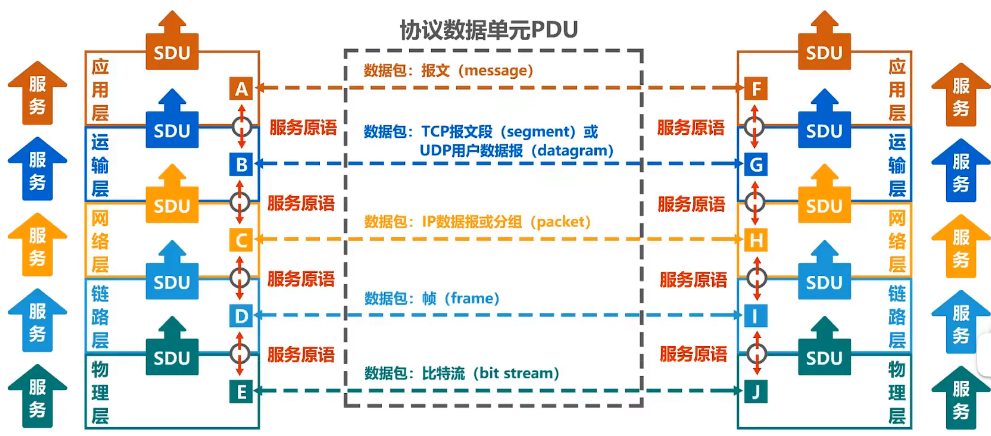 协议数据单元PDU
SDU
SDU
服务
应用层
A
数据包：报文（message）
F
应用层
服务
服务原语
服务原语
SDU
SDU
服务
运输层
B
数据包：TCP报文段（segment）或
UDP用户数据报（datagram）
G
运输层
服务
服务原语
服务原语
SDU
SDU
服务
网络层
C
数据包：IP数据报或分组（packet）
H
网络层
服务
服务原语
服务原语
SDU
SDU
服务
链路层
D
数据包：帧（frame）
I
链路层
服务
服务原语
服务原语
SDU
SDU
服务
物理层
E
数据包：比特流（bit stream）
J
物理层
服务